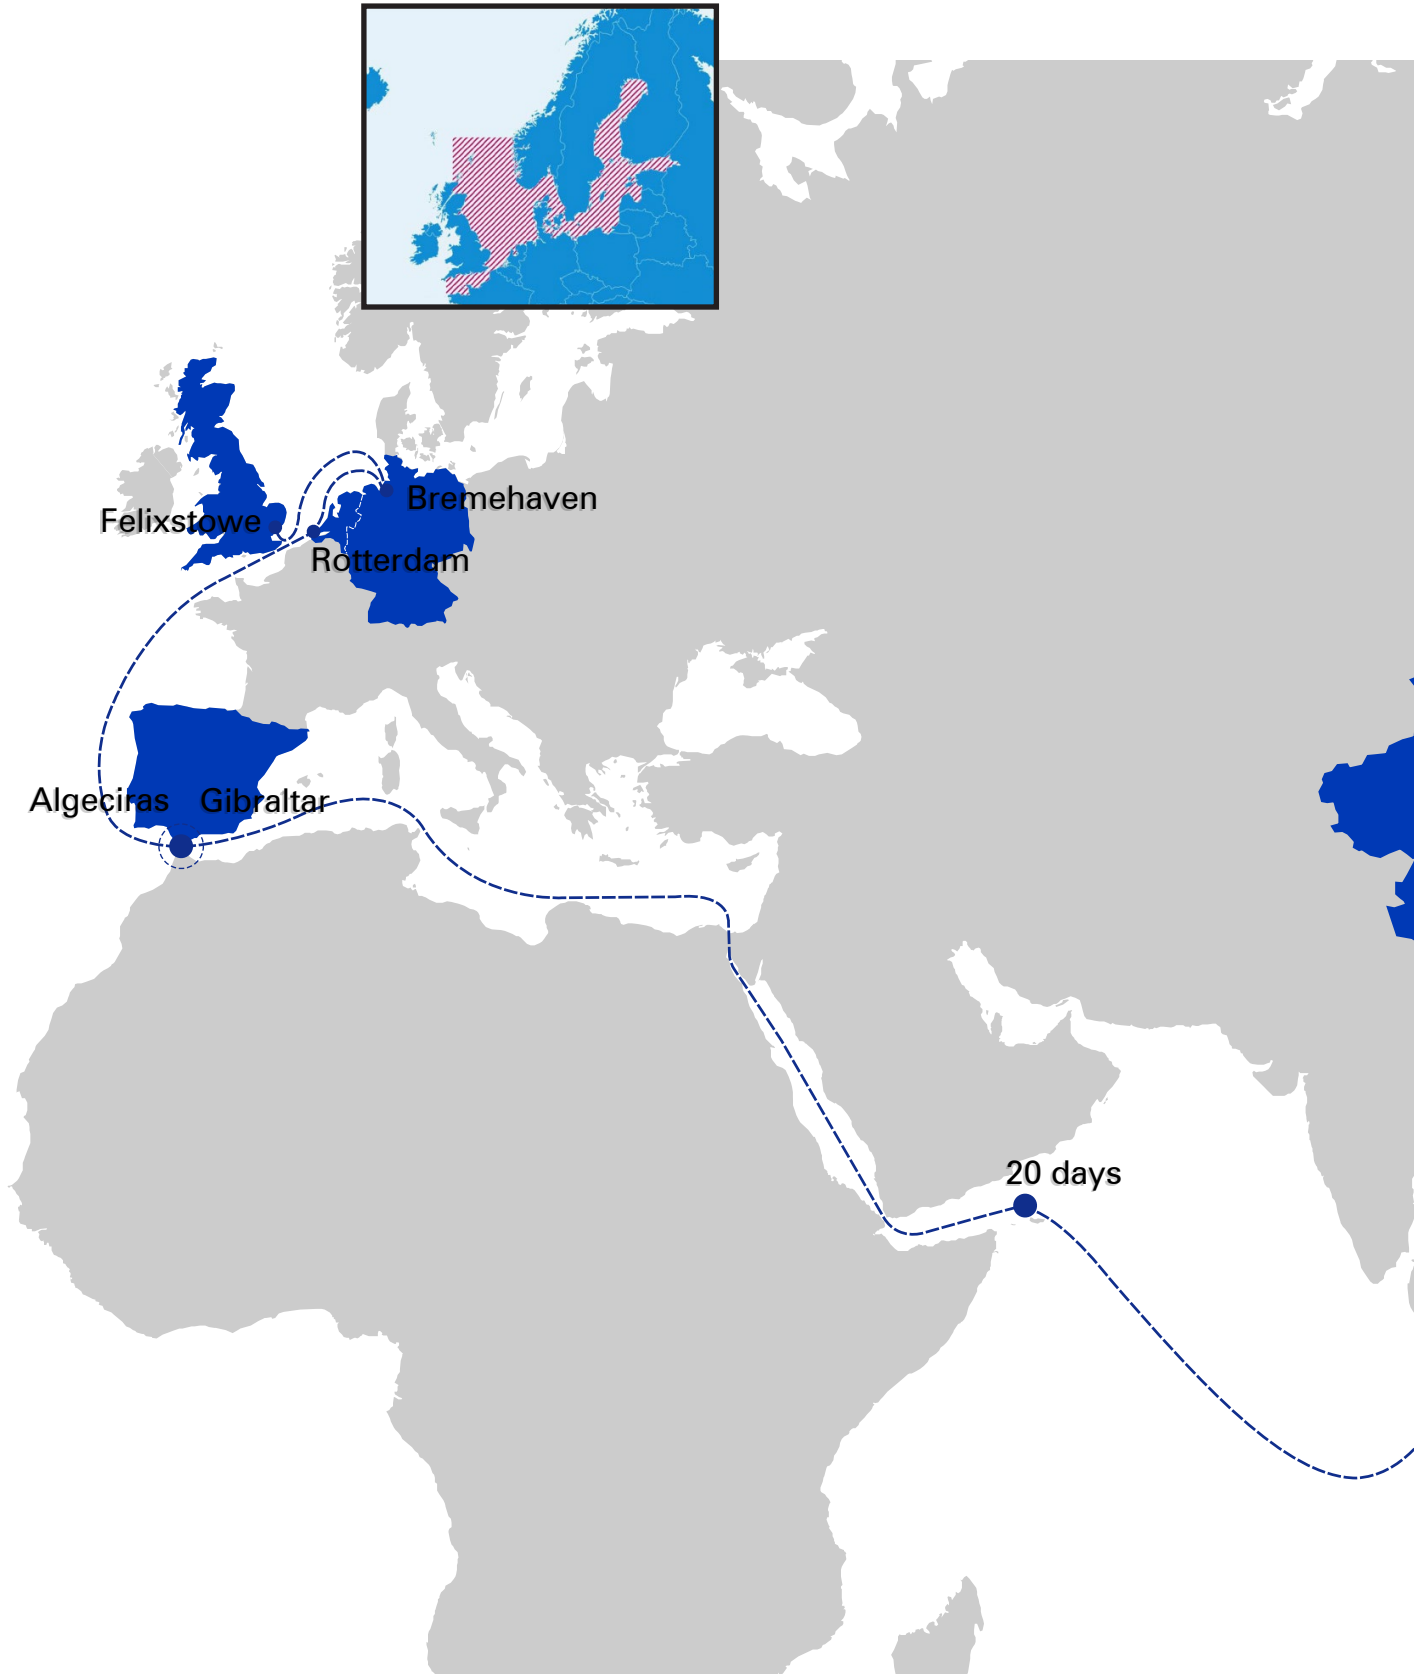 Bremehaven
Felixstowe
Rotterdam
Algeciras
Gibraltar
20 days